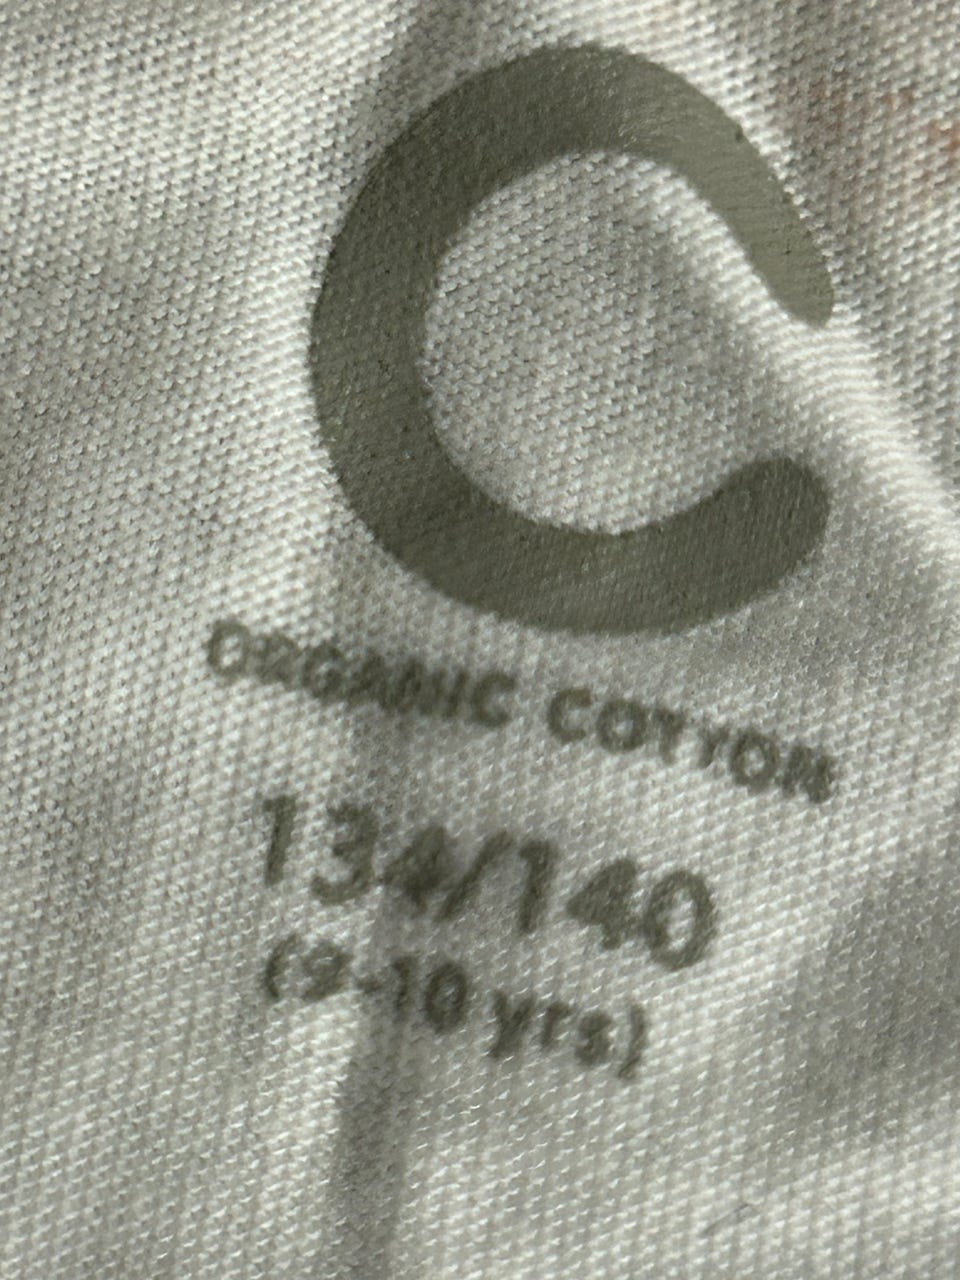 C
ORGANIC COTTON
134/140
(9-10 yrs)